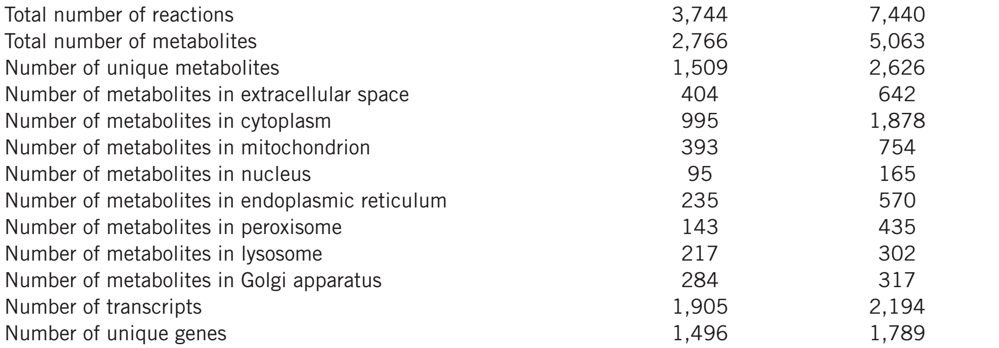 Total number of reactions 3,744 7,440
Total number of metabolites 2,766 5,063
Number of unique metabolites 1,509 2,626
Number of metabolites in extracellular space 404 642
Number of metabolites in cytoplasm 995 1,878
Number of metabolites in mitochondrion 393 754
Number of metabolites in nucleus 95 165
Number of metabolites in endoplasmic reticulum 235 570
Number of metabolites in peroxisome 143 435
Number of metabolites in lysosome 217 302
Number of metabolites in Golgi apparatus 284 317
Number of transcripts 1,905 2,194
Number of unique genes 1,496 1,789